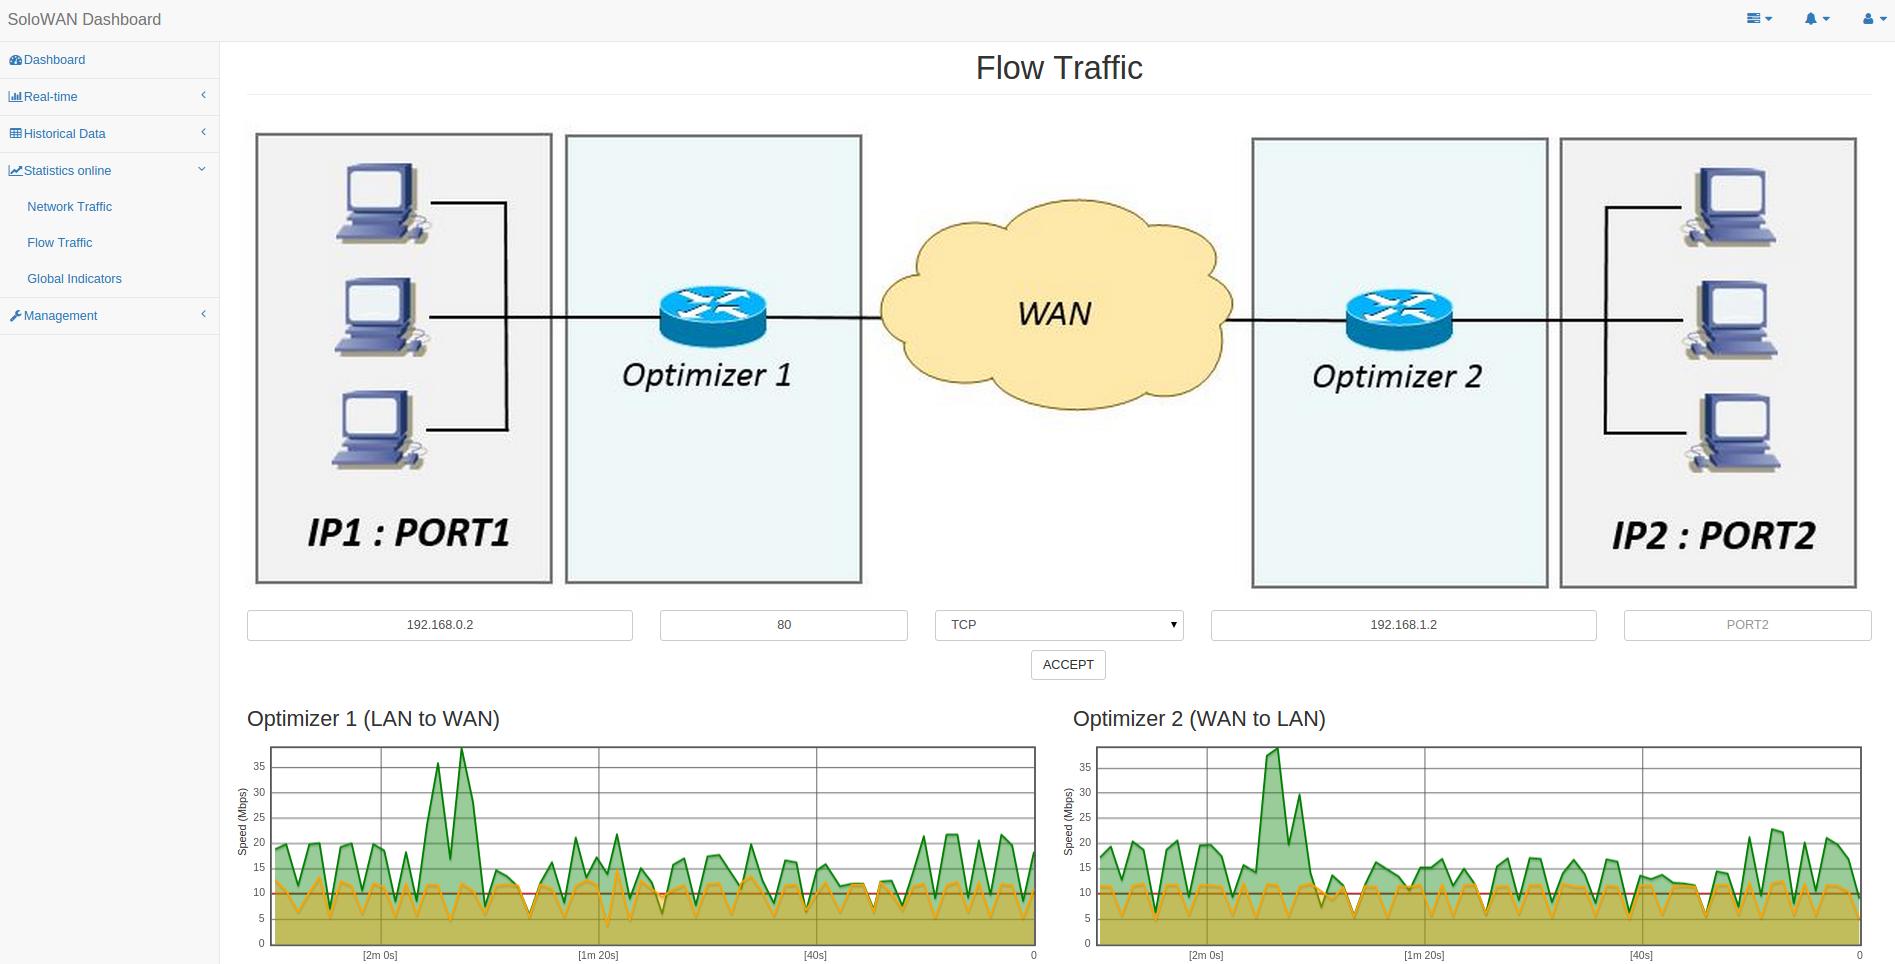 SoloWAN Dashboard
Dashboard
Real-time
Historical Data
Statistics online
Network Traffic
Flow Traffic
Global Indicators
Management
Flow Traffic
Optimizer 1
WAN
Optimizer 2
IP1 : PORT1
IP2 : PORT2
192.168.0.2
80
TCP
192.168.1.2
PORT2
ACCEPT
Optimizer 1 (LAN to WAN)
Speed (Mbps)
35
30
25
20
15
10
5
0
[2m 0s]
[1m 20s]
[40s]
0
Optimizer 2 (WAN to LAN)
Speed (Mbps)
35
30
25
20
15
10
5
0
[2m 0s]
[1m 20s]
[40s]
0